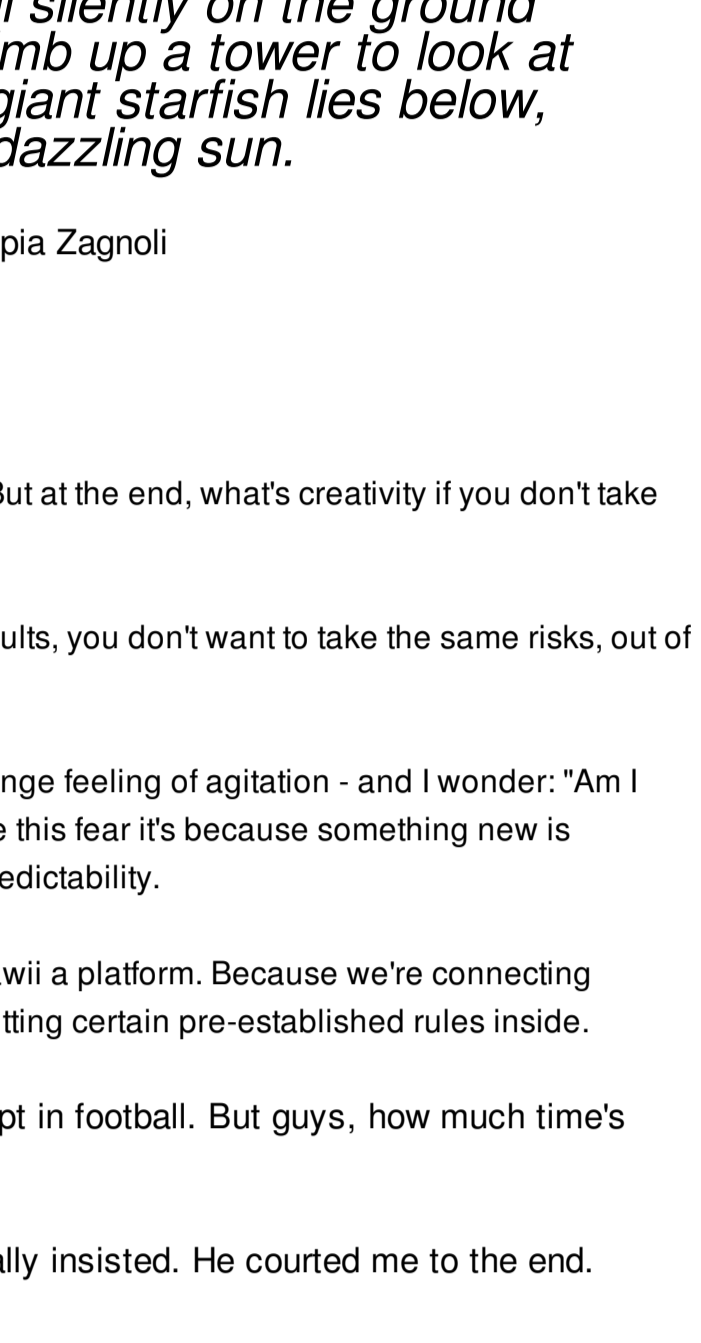 silently on the ground
mb up a tower to look at
giant starfish lies below,
dazzling sun.
pia Zagnoli
But at the end, what's creativity if you don't take
ults, you don't want to take the same risks, out of
nge feeling of agitation - and I wonder: "Am I
e this fear it's because something new is
edictability.
wii a platform. Because we're connecting
tting certain pre-established rules inside.
pt in football. But guys, how much time's
ally insisted. He courted me to the end.